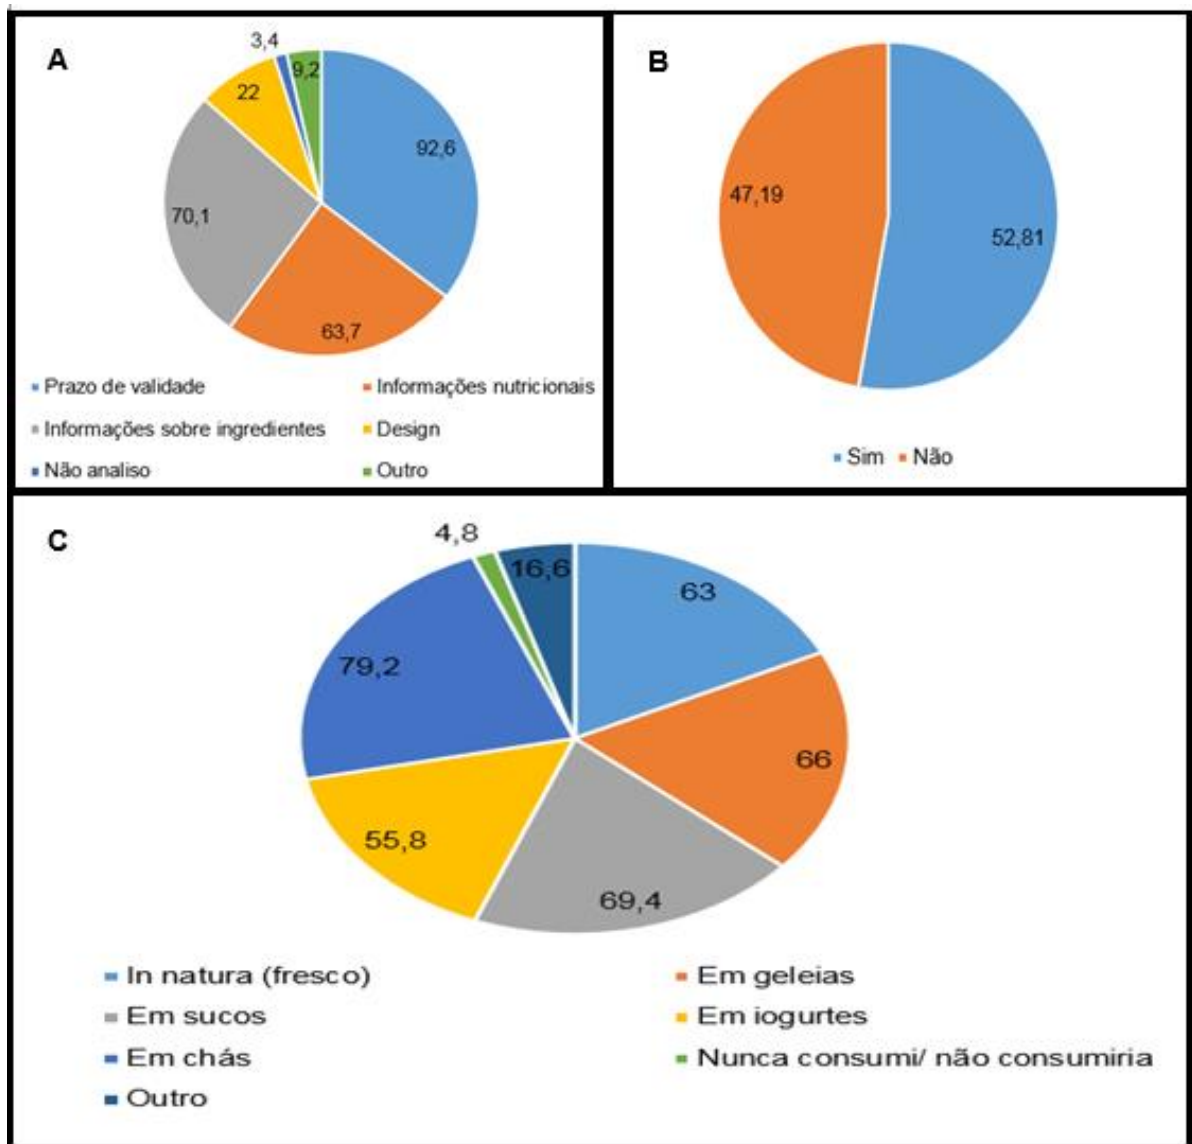 A
3,4
9,2
22
92,6
70,1
63,7
Prazo de validade
Informações nutricionais
Informações sobre ingredientes
Design
Não analiso
Outro
B
47,19
52,81
Sim
Não
C
4,8
16,6
63
79,2
66
55,8
69,4
In natura (fresco)
Em geleias
Em sucos
Em iogurtes
Em chás
Nunca consumi/ não consumiria
Outro